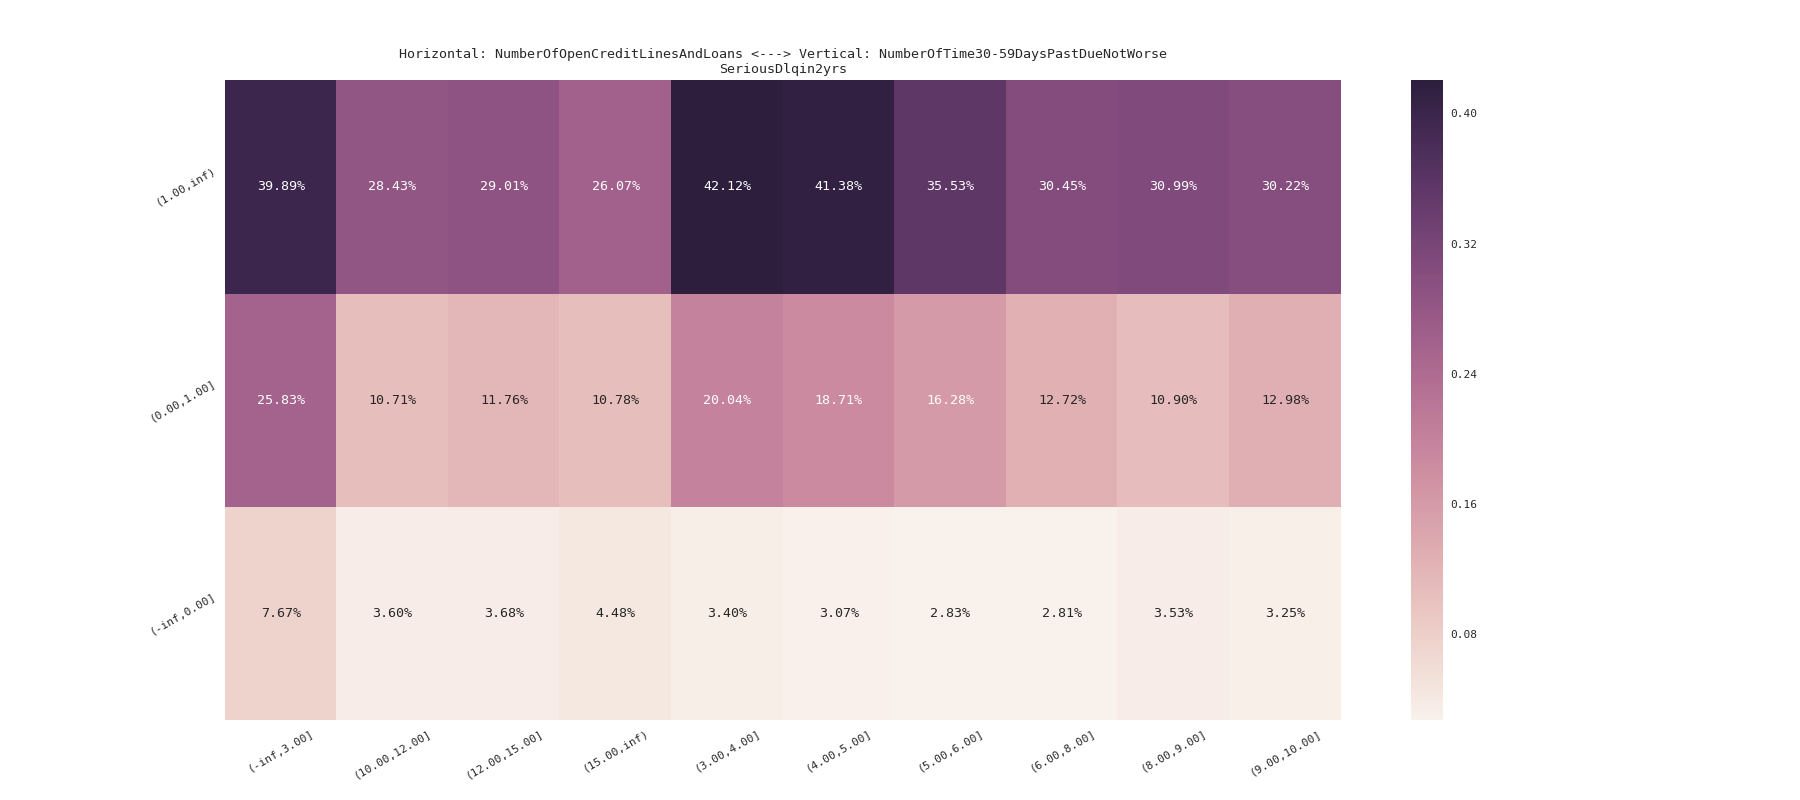 Horizontal: NumberOfOpenCreditLinesAndLoans <---> Vertical: NumberOfTime30-59DaysPastDueNotWorse
SeriousDlqin2yrs
(1.00,inf) 39.89% 28.43% 29.01% 26.07% 42.12% 41.38% 35.53% 30.45% 30.99% 30.22%
(0.00,1.00] 25.83% 10.71% 11.76% 10.78% 20.04% 18.71% 16.28% 12.72% 10.90% 12.98%
(-inf,0.00] 7.67% 3.60% 3.68% 4.48% 3.40% 3.07% 2.83% 2.81% 3.53% 3.25%
(-inf,3.00] (10.00,12.00] (12.00,15.00] (15.00,inf) (3.00,4.00] (4.00,5.00] (5.00,6.00] (6.00,8.00] (8.00,9.00] (9.00,10.00]
0.40
0.32
0.24
0.16
0.08